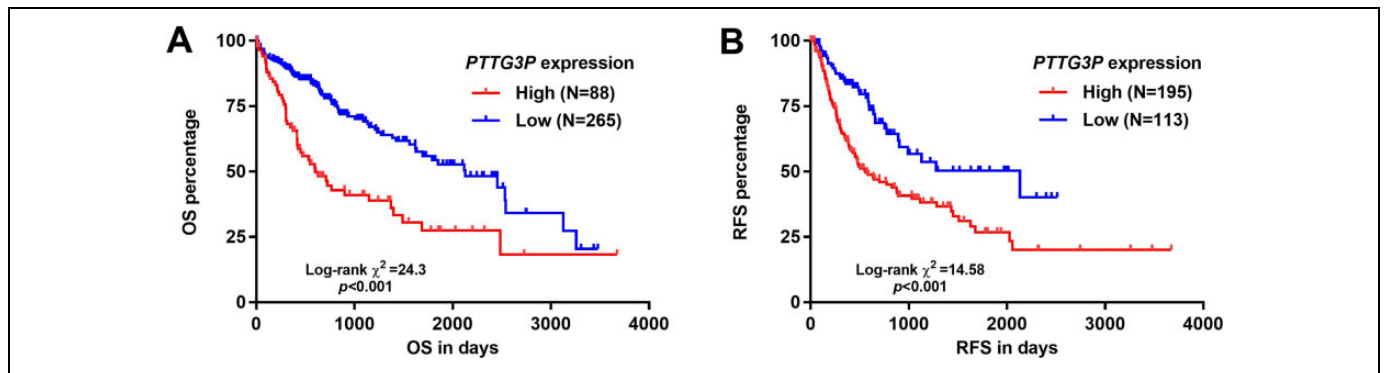 A
OS percentage
100
75
50
25
0
PTTG3P expression
High (N=88)
Low (N=265)
Log-rank χ² =24.3
p<0.001
0 1000 2000 3000 4000
OS in days
B
RFS percentage
100
75
50
25
0
PTTG3P expression
High (N=195)
Low (N=113)
Log-rank χ² =14.58
p<0.001
0 1000 2000 3000 4000
RFS in days